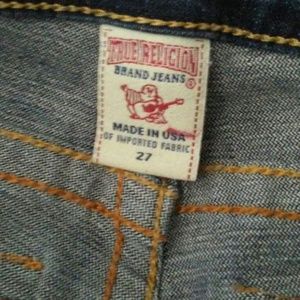 TRUE RELIGION
BRAND JEANS
®
MADE IN USA
OF IMPORTED FABRIC
27